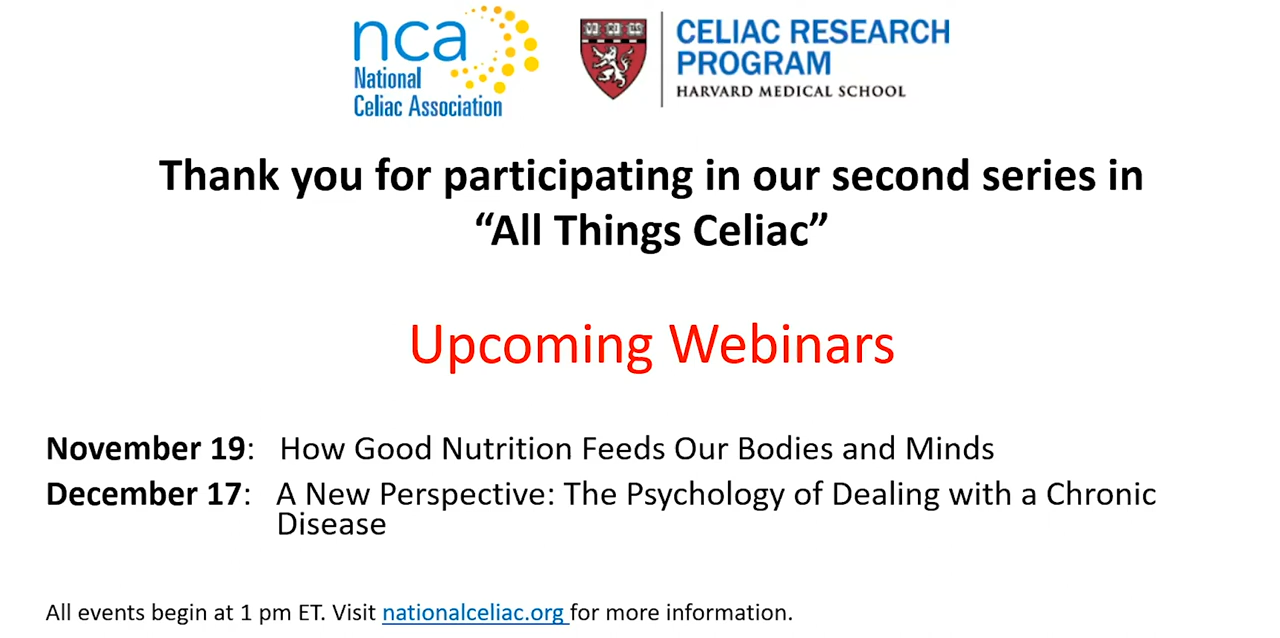 nca
National
Celiac Association
CELIAC RESEARCH
PROGRAM
HARVARD MEDICAL SCHOOL
Thank you for participating in our second series in
“All Things Celiac”
Upcoming Webinars
November 19: How Good Nutrition Feeds Our Bodies and Minds
December 17: A New Perspective: The Psychology of Dealing with a Chronic
Disease
All events begin at 1 pm ET. Visit nationalceliac.org for more information.